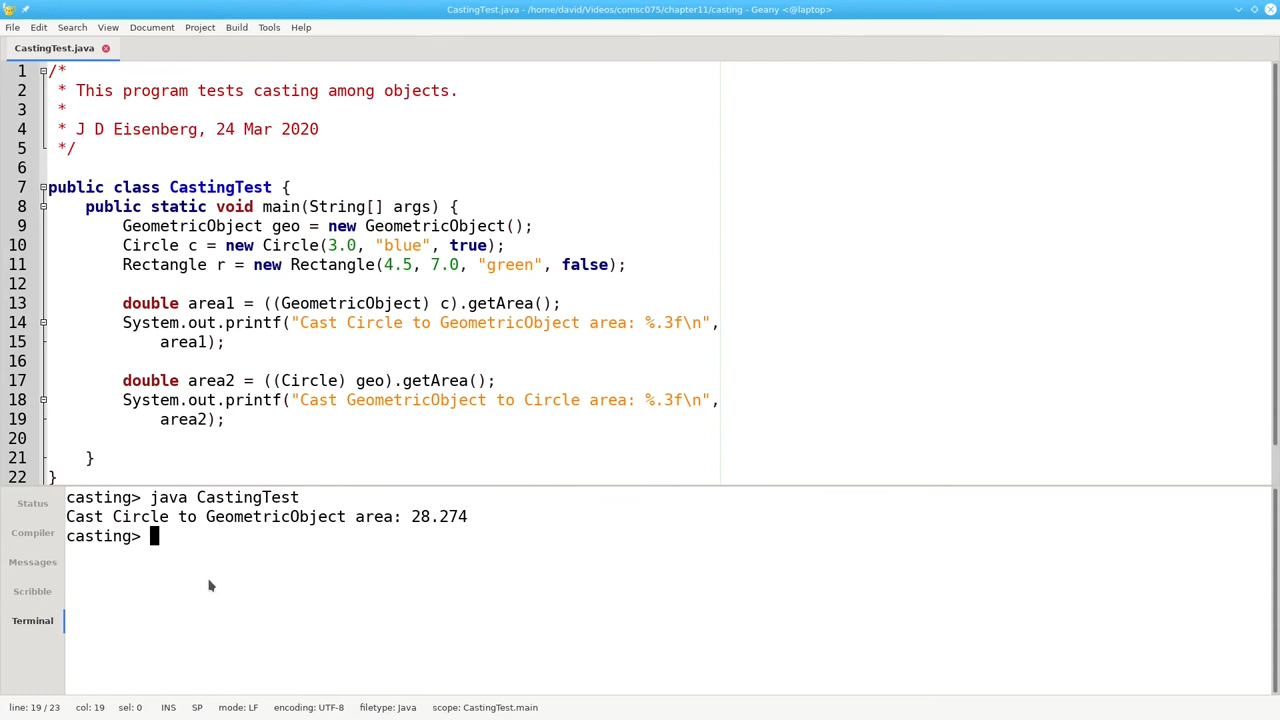 CastingTest.java - /home/david/Videos/comsc075/chapter11/casting - Geany <@laptop>
File Edit Search View Document Project Build Tools Help
CastingTest.java
1 /*
2 * This program tests casting among objects.
3 *
4 * J D Eisenberg, 24 Mar 2020
5 */
6
7 public class CastingTest {
8 public static void main(String[] args) {
9 GeometricObject geo = new GeometricObject();
10 Circle c = new Circle(3.0, "blue", true);
11 Rectangle r = new Rectangle(4.5, 7.0, "green", false);
12
13 double area1 = ((GeometricObject) c).getArea();
14 System.out.printf("Cast Circle to GeometricObject area: %.3f\n",
15 area1);
16
17 double area2 = ((Circle) geo).getArea();
18 System.out.printf("Cast GeometricObject to Circle area: %.3f\n",
19 area2);
20
21 }
22 }
Status
Compiler
Messages
Scribble
Terminal
casting> java CastingTest
Cast Circle to GeometricObject area: 28.274
casting>
line: 19 / 23 col: 19 sel: 0 INS SP mode: LF encoding: UTF-8 filetype: Java scope: CastingTest.main